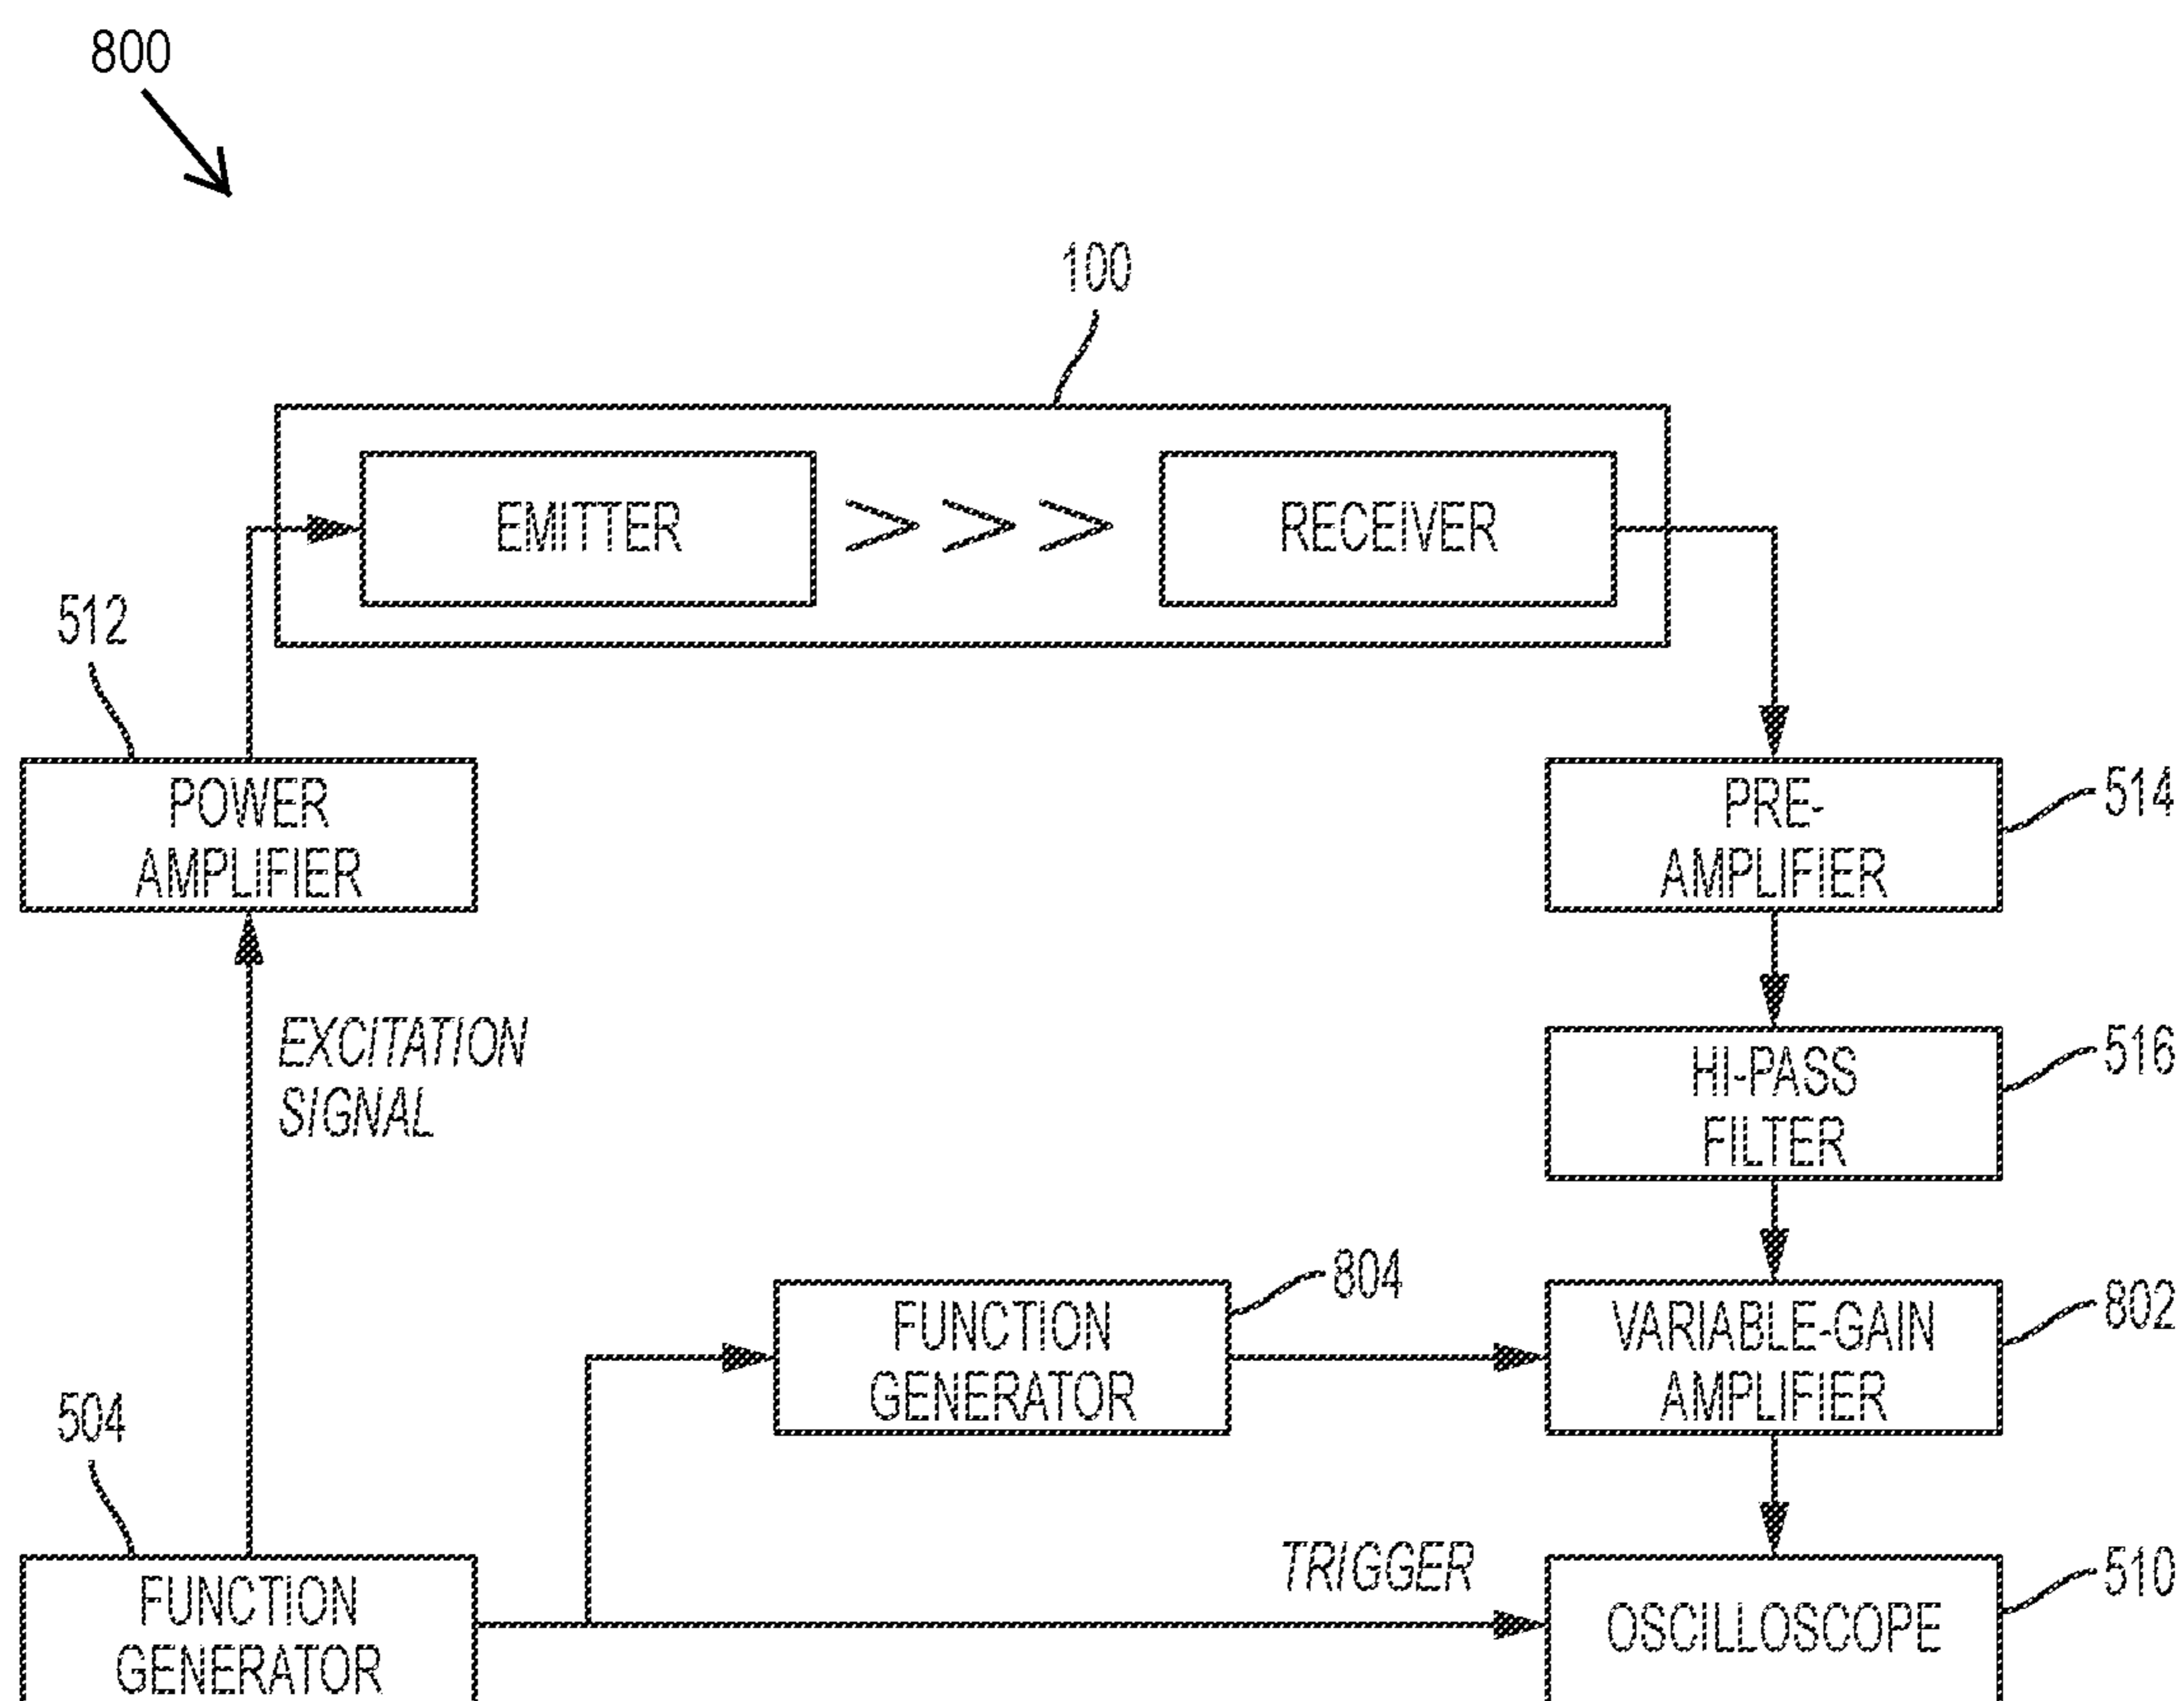 800
100
EMITTER
> > >
RECEIVER
512
POWER
AMPLIFIER
PRE-
AMPLIFIER
514
EXCITATION
SIGNAL
HI-PASS
FILTER
516
804
FUNCTION
GENERATOR
VARIABLE-GAIN
AMPLIFIER
802
504
FUNCTION
GENERATOR
TRIGGER
OSCILLOSCOPE
510